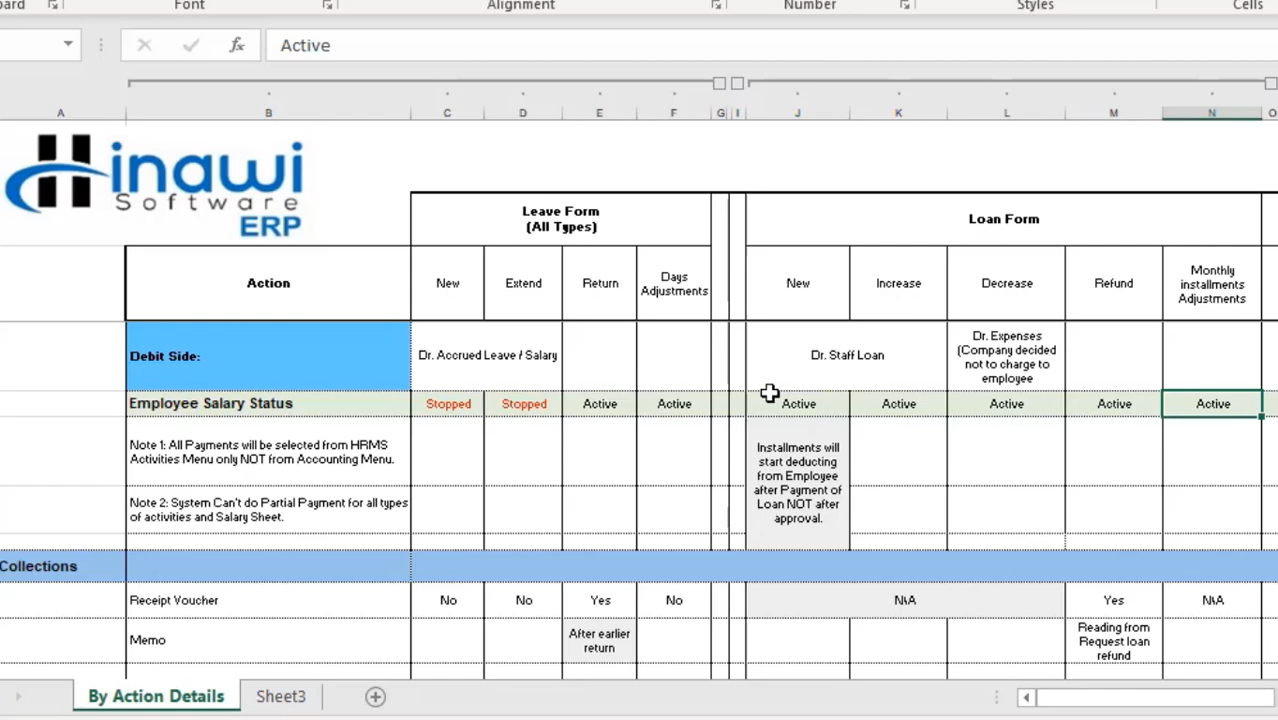 Font
Alignment
Number
Styles
Cells
fx
Active
A B C D E F G I J K L M N
Hinawi
Software
ERP
Leave Form
(All Types)
Loan Form
Action
New
Extend
Return
Days
Adjustments
New
Increase
Decrease
Refund
Monthly
installments
Adjustments
Debit Side:
Dr. Accrued Leave / Salary
Dr. Staff Loan
Dr. Expenses
(Company decided
not to charge to
employee
Employee Salary Status
Stopped
Stopped
Active
Active
Active
Active
Active
Active
Active
Note 1: All Payments will be selected from HRMS
Activities Menu only NOT from Accounting Menu.
Installments will
start deducting
from Employee
after Payment of
Loan NOT after
approval.
Note 2: System Can't do Partial Payment for all types
of activities and Salary Sheet.
Collections
Receipt Voucher
No
No
Yes
No
N\A
Yes
N\A
Memo
After earlier
return
Reading from
Request loan
refund
By Action Details
Sheet3